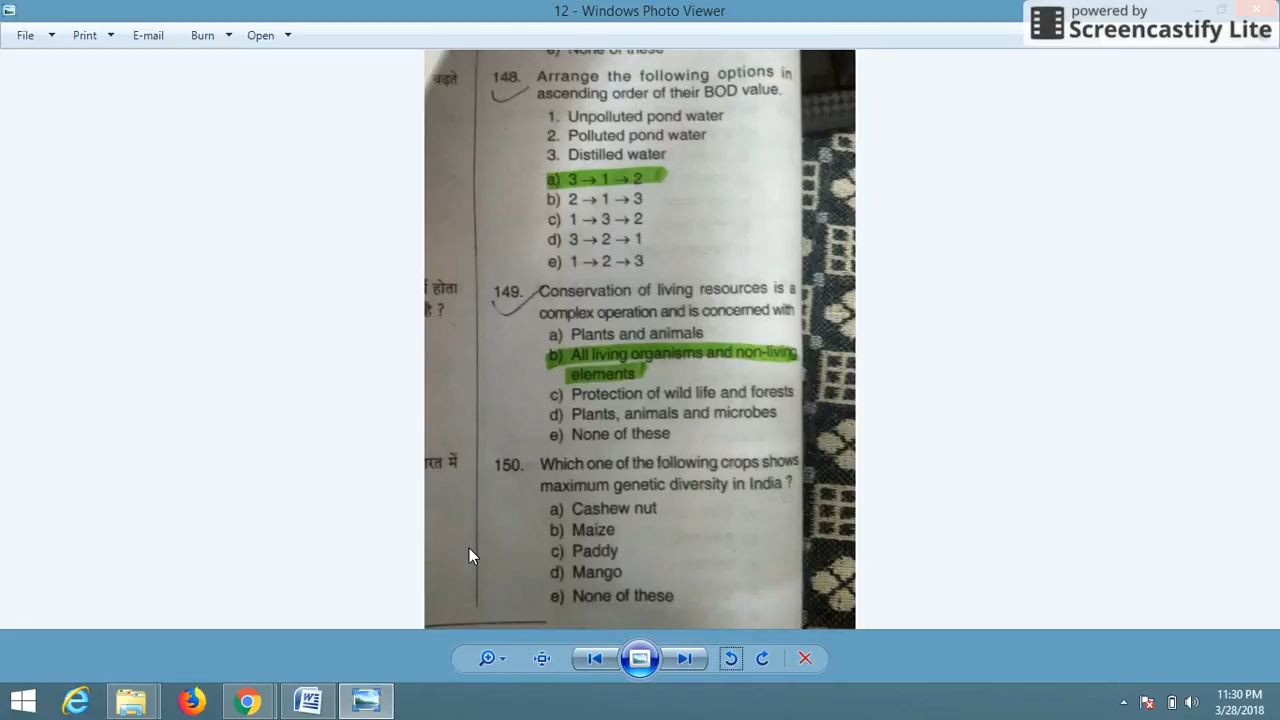 12 - Windows Photo Viewer
powered by
Screencastify Lite
File Print E-mail Burn Open
e) None of these
148. Arrange the following options in
ascending order of their BOD value.
1. Unpolluted pond water
2. Polluted pond water
3. Distilled water
a) 3 → 1 → 2
b) 2 → 1 → 3
c) 1 → 3 → 2
d) 3 → 2 → 1
e) 1 → 2 → 3
149. Conservation of living resources is a
complex operation and is concerned with
a) Plants and animals
b) All living organisms and non-living
elements
c) Protection of wild life and forests
d) Plants, animals and microbes
e) None of these
150. Which one of the following crops shows
maximum genetic diversity in India ?
a) Cashew nut
b) Maize
c) Paddy
d) Mango
e) None of these
होता
है ?
में
11:30 PM
3/28/2018